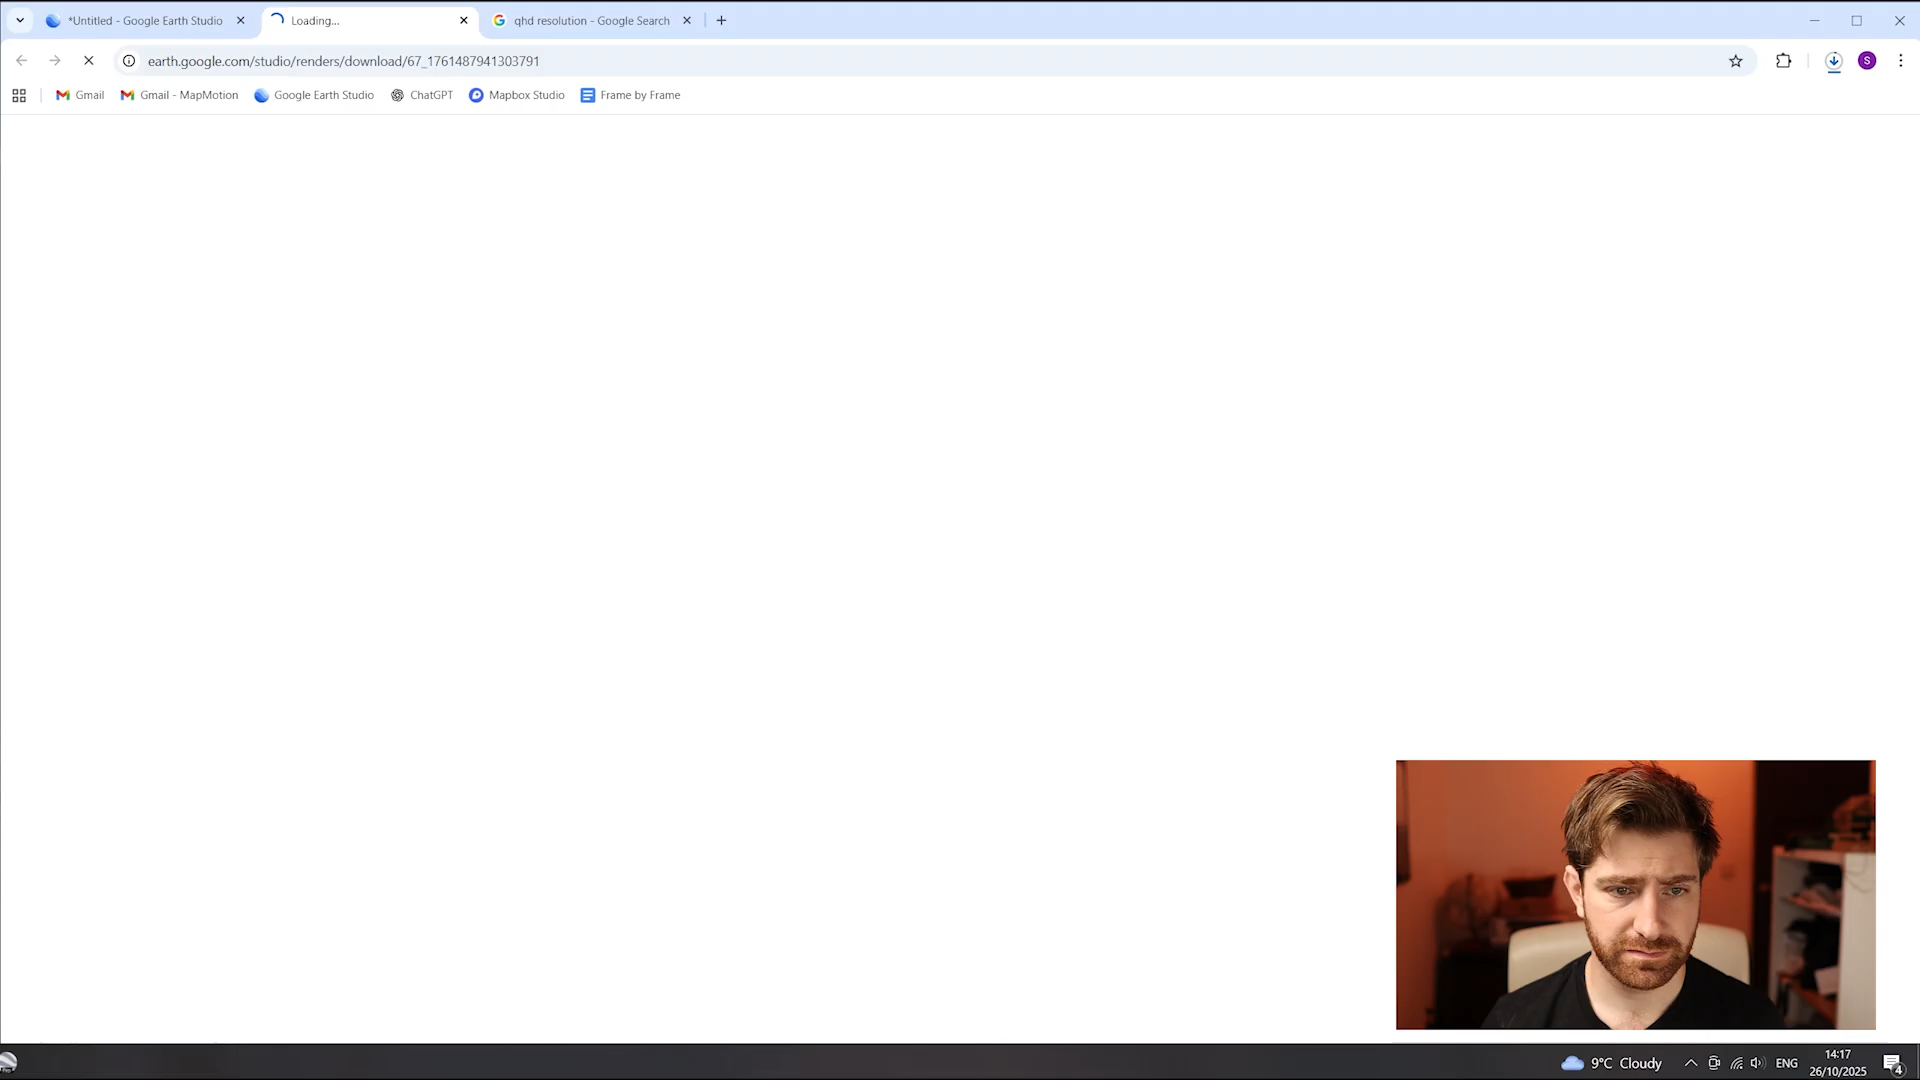 *Untitled - Google Earth Studio
Loading...
qhd resolution - Google Search
earth.google.com/studio/renders/download/67_1761487941303791
S
Gmail
Gmail - MapMotion
Google Earth Studio
ChatGPT
Mapbox Studio
Frame by Frame
9°C Cloudy
ENG
14:17
26/10/2025
4